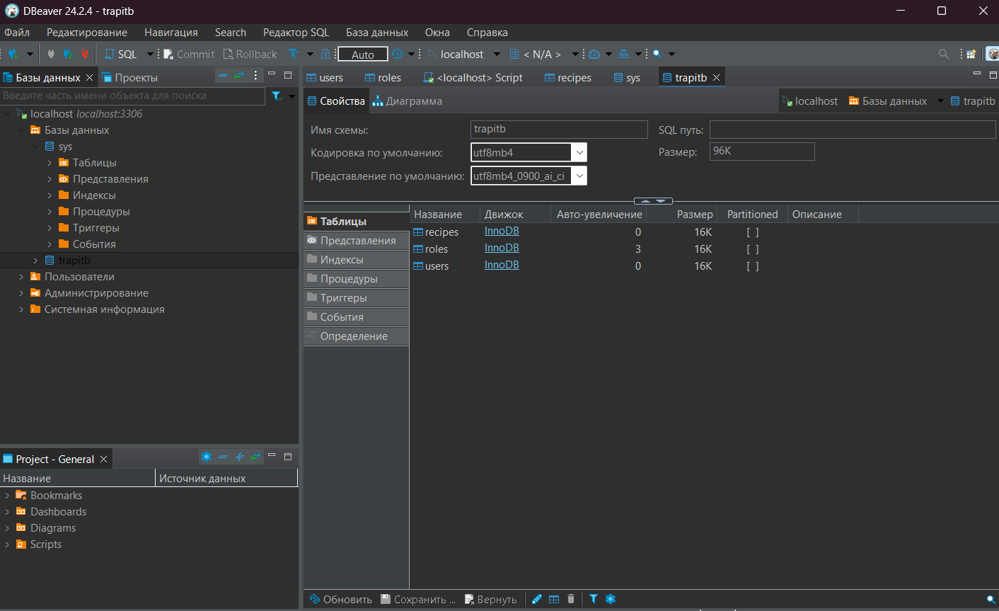 DBeaver 24.2.4 - trapitb
Файл Редактирование Навигация Search Редактор SQL База данных Окна Справка
SQL Commit Rollback Auto localhost < N/A >
Базы данных Проекты
Введите часть имени объекта для поиска
localhost localhost:3306
Базы данных
sys
Таблицы
Представления
Индексы
Процедуры
Триггеры
События
trapitb
Пользователи
Администрирование
Системная информация
Project - General
Название Источник данных
Bookmarks
Dashboards
Diagrams
Scripts
users roles <localhost> Script recipes sys trapitb
Свойства Диаграмма localhost Базы данных trapitb
Имя схемы: trapitb SQL путь:
Кодировка по умолчанию: utf8mb4 Размер: 96K
Представление по умолчанию: utf8mb4_0900_ai_ci
Таблицы
Представления
Индексы
Процедуры
Триггеры
События
Определение
Название Движок Авто-увеличение Размер Partitioned Описание
recipes InnoDB 0 16K [ ]
roles InnoDB 3 16K [ ]
users InnoDB 0 16K [ ]
Обновить Сохранить ... Вернуть